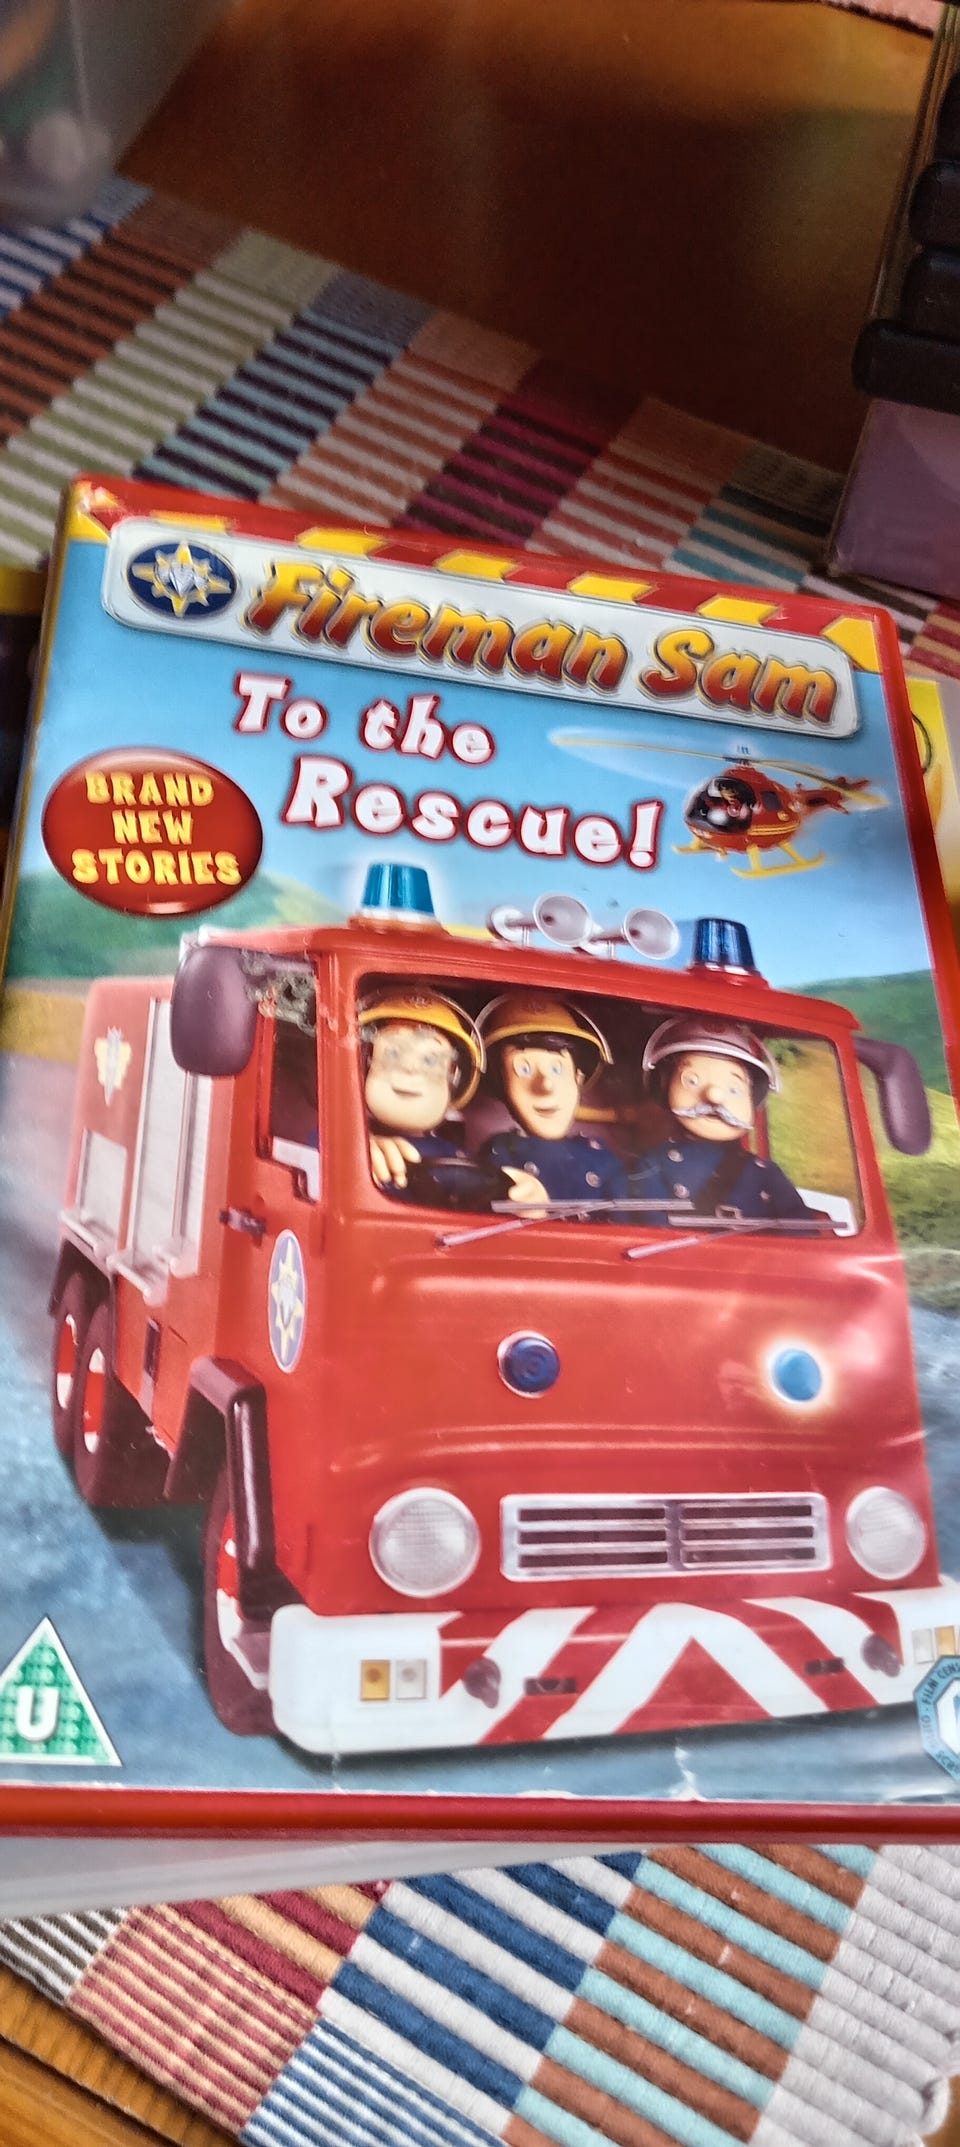 Fireman Sam
To the
Rescue!
BRAND
NEW
STORIES
U